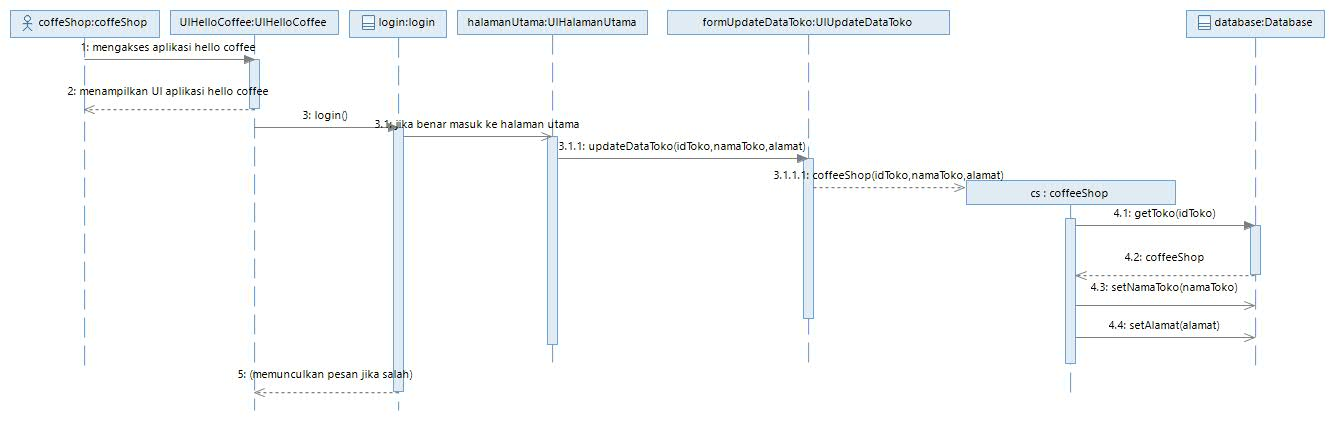 coffeShop:coffeShop
UIHelloCoffee:UIHelloCoffee
login:login
halamanUtama:UIHalamanUtama
formUpdateDataToko:UIUpdateDataToko
database:Database
1: mengakses aplikasi hello coffee
2: menampilkan UI aplikasi hello coffee
3: login()
3.1: jika benar masuk ke halaman utama
3.1.1: updateDataToko(idToko,namaToko,alamat)
3.1.1.1: coffeeShop(idToko,namaToko,alamat)
cs : coffeeShop
4.1: getToko(idToko)
4.2: coffeeShop
4.3: setNamaToko(namaToko)
4.4: setAlamat(alamat)
5: (memunculkan pesan jika salah)